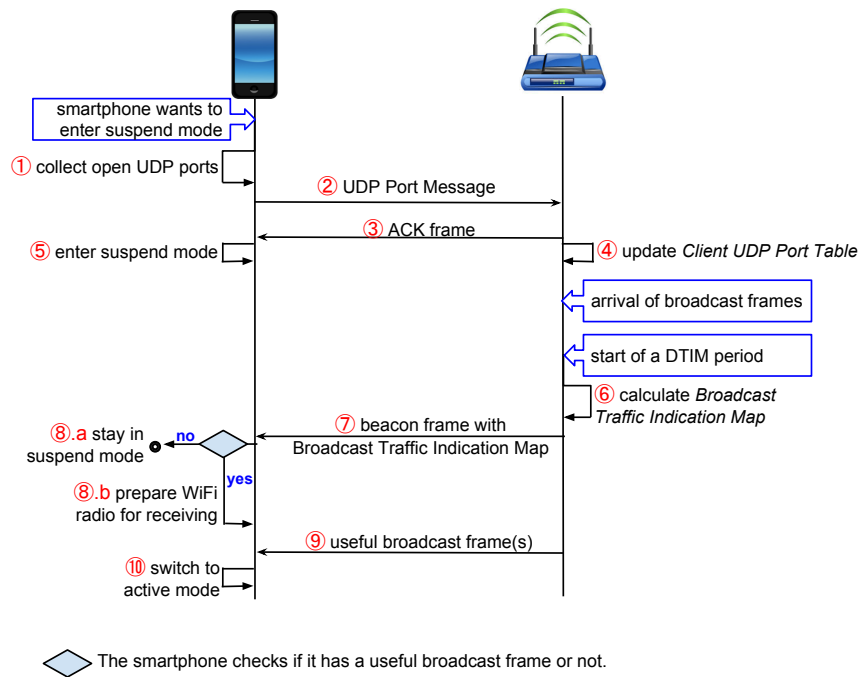 smartphone wants to
enter suspend mode
① collect open UDP ports
② UDP Port Message
③ ACK frame
④ update Client UDP Port Table
⑤ enter suspend mode
arrival of broadcast frames
start of a DTIM period
⑥ calculate Broadcast
Traffic Indication Map
⑦ beacon frame with
Broadcast Traffic Indication Map
⑧.a stay in
suspend mode
no
yes
⑧.b prepare WiFi
radio for receiving
⑨ useful broadcast frame(s)
⑩ switch to
active mode
The smartphone checks if it has a useful broadcast frame or not.